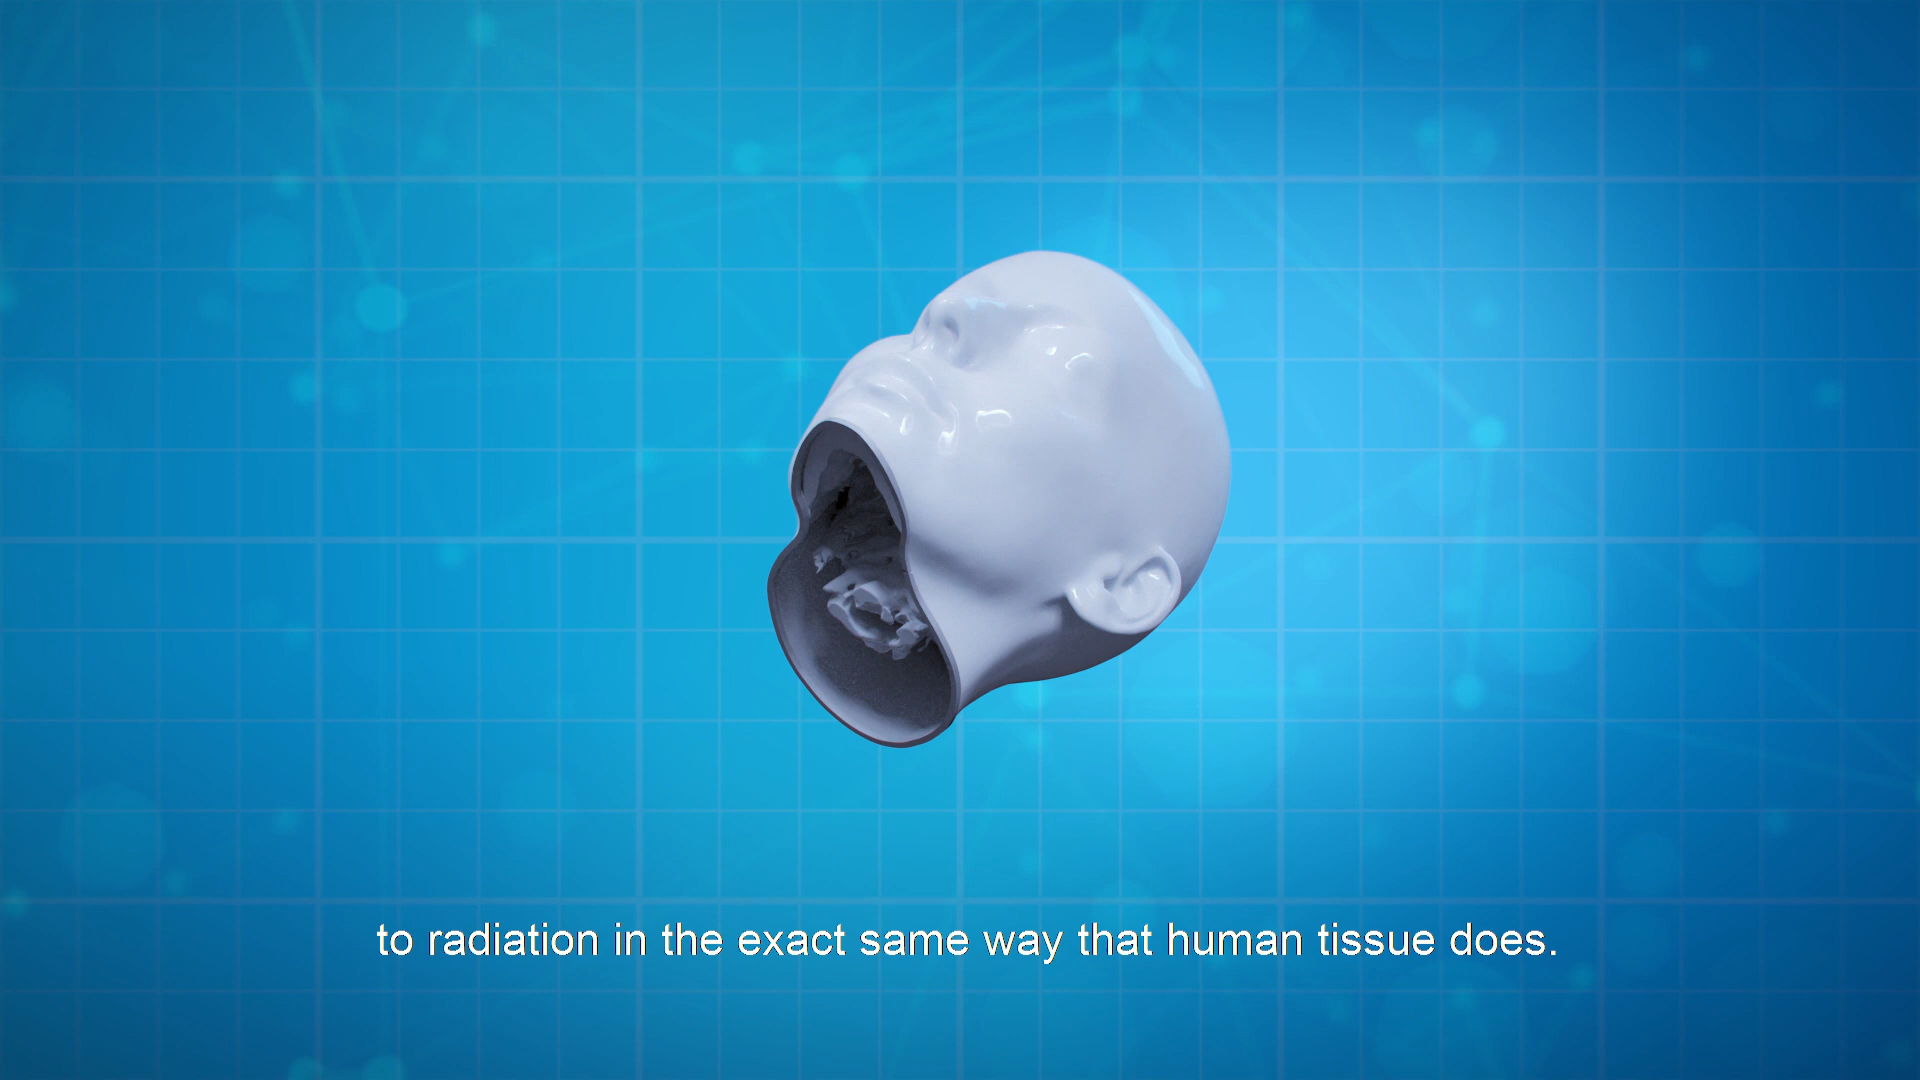 to radiation in the exact same way that human tissue does.